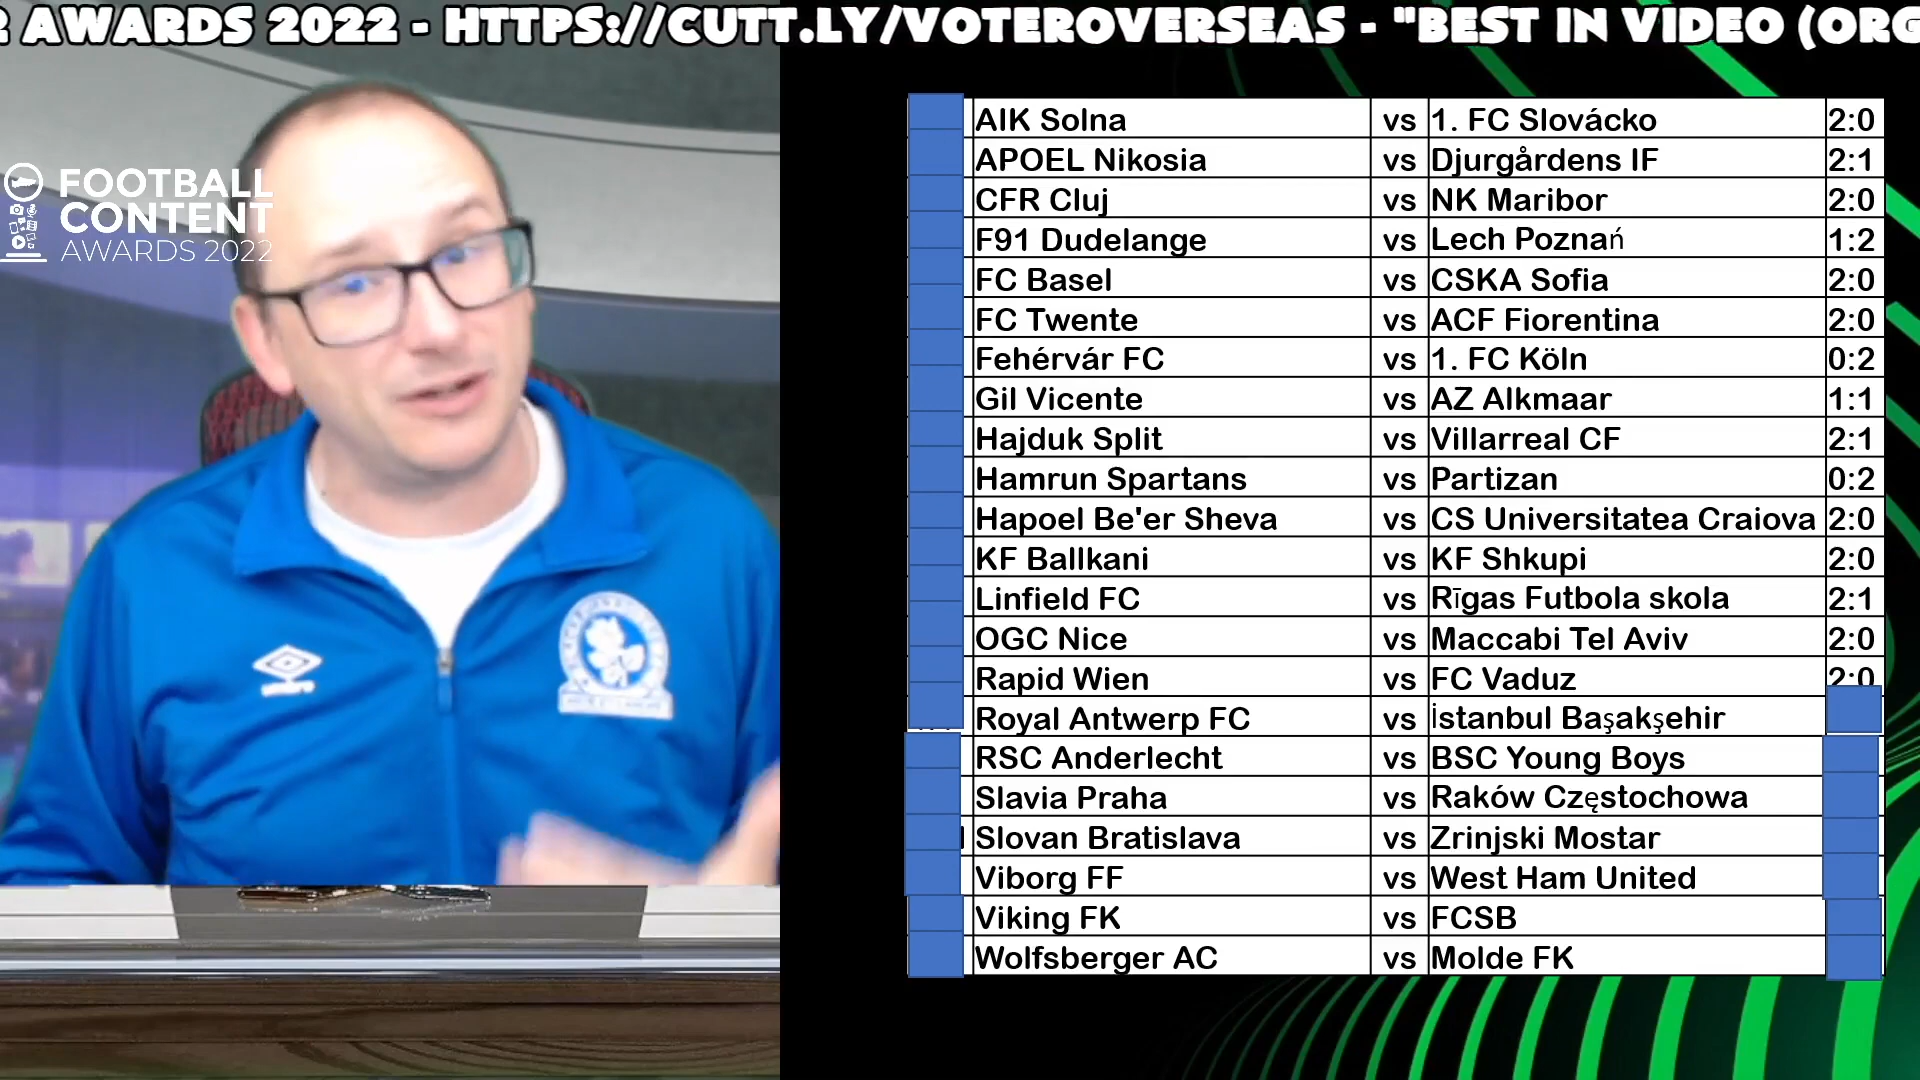 AWARDS 2022 - HTTPS://CUTT.LY/VOTEROVERSEAS - "BEST IN VIDEO (ORG
FOOTBALL
CONTENT
AWARDS 2022
AIK Solna vs 1. FC Slovácko 2:0
APOEL Nikosia vs Djurgårdens IF 2:1
CFR Cluj vs NK Maribor 2:0
F91 Dudelange vs Lech Poznań 1:2
FC Basel vs CSKA Sofia 2:0
FC Twente vs ACF Fiorentina 2:0
Fehérvár FC vs 1. FC Köln 0:2
Gil Vicente vs AZ Alkmaar 1:1
Hajduk Split vs Villarreal CF 2:1
Hamrun Spartans vs Partizan 0:2
Hapoel Be'er Sheva vs CS Universitatea Craiova 2:0
KF Ballkani vs KF Shkupi 2:0
Linfield FC vs Rīgas Futbola skola 2:1
OGC Nice vs Maccabi Tel Aviv 2:0
Rapid Wien vs FC Vaduz 2:0
Royal Antwerp FC vs İstanbul Başakşehir
RSC Anderlecht vs BSC Young Boys
Slavia Praha vs Raków Częstochowa
Slovan Bratislava vs Zrinjski Mostar
Viborg FF vs West Ham United
Viking FK vs FCSB
Wolfsberger AC vs Molde FK